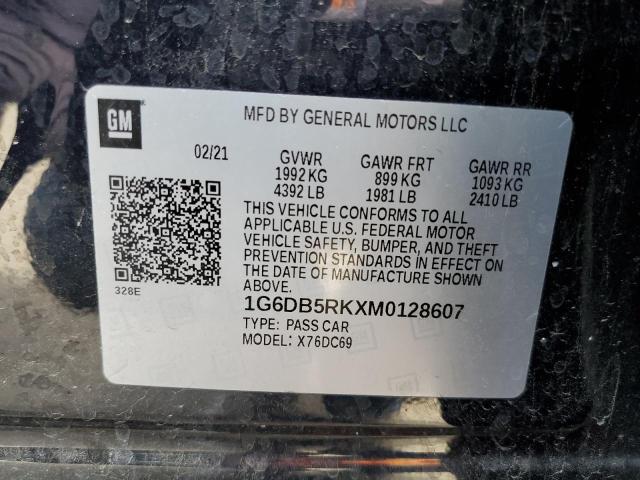 GM
MFD BY GENERAL MOTORS LLC
02/21 GVWR GAWR FRT GAWR RR
1992 KG 899 KG 1093 KG
4392 LB 1981 LB 2410 LB
THIS VEHICLE CONFORMS TO ALL
APPLICABLE U.S. FEDERAL MOTOR
VEHICLE SAFETY, BUMPER, AND THEFT
PREVENTION STANDARDS IN EFFECT ON
THE DATE OF MANUFACTURE SHOWN
ABOVE.
328E
1G6DB5RKXM0128607
TYPE: PASS CAR
MODEL: X76DC69